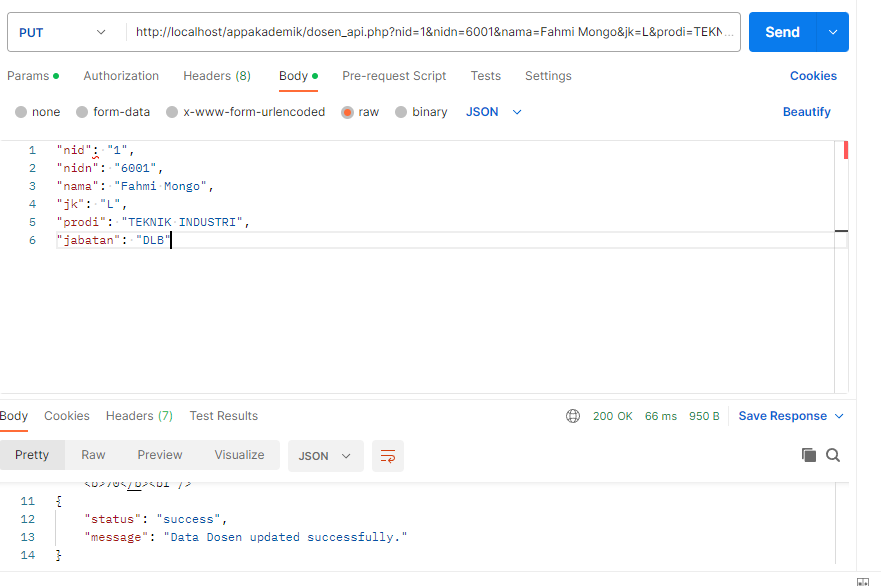 PUT http://localhost/appakademik/dosen_api.php?nid=1&nidn=6001&nama=Fahmi Mongo&jk=L&prodi=TEKN... Send
Params Authorization Headers (8) Body Pre-request Script Tests Settings Cookies
none form-data x-www-form-urlencoded raw binary JSON Beautify
1 "nid": "1",
2 "nidn": "6001",
3 "nama": "Fahmi Mongo",
4 "jk": "L",
5 "prodi": "TEKNIK INDUSTRI",
6 "jabatan": "DLB"
Body Cookies Headers (7) Test Results 200 OK 66 ms 950 B Save Response
Pretty Raw Preview Visualize JSON
<b>70</b><br />
11 {
12 "status": "success",
13 "message": "Data Dosen updated successfully."
14 }